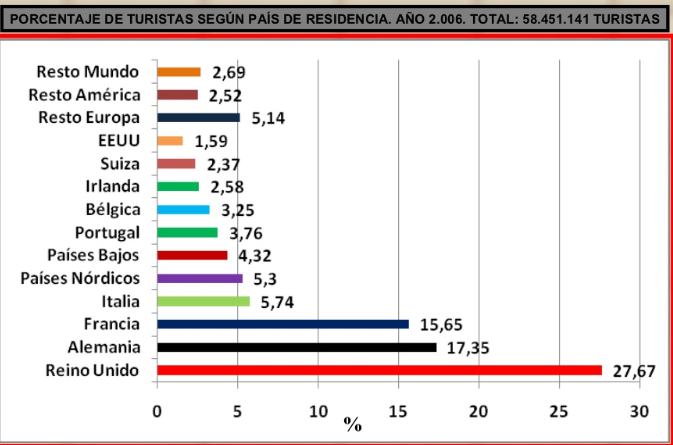 PORCENTAJE DE TURISTAS SEGÚN PAÍS DE RESIDENCIA. AÑO 2.006. TOTAL: 58.451.141 TURISTAS
Resto Mundo 2,69
Resto América 2,52
Resto Europa 5,14
EEUU 1,59
Suiza 2,37
Irlanda 2,58
Bélgica 3,25
Portugal 3,76
Países Bajos 4,32
Países Nórdicos 5,3
Italia 5,74
Francia 15,65
Alemania 17,35
Reino Unido 27,67
0 5 10 15 20 25 30
%